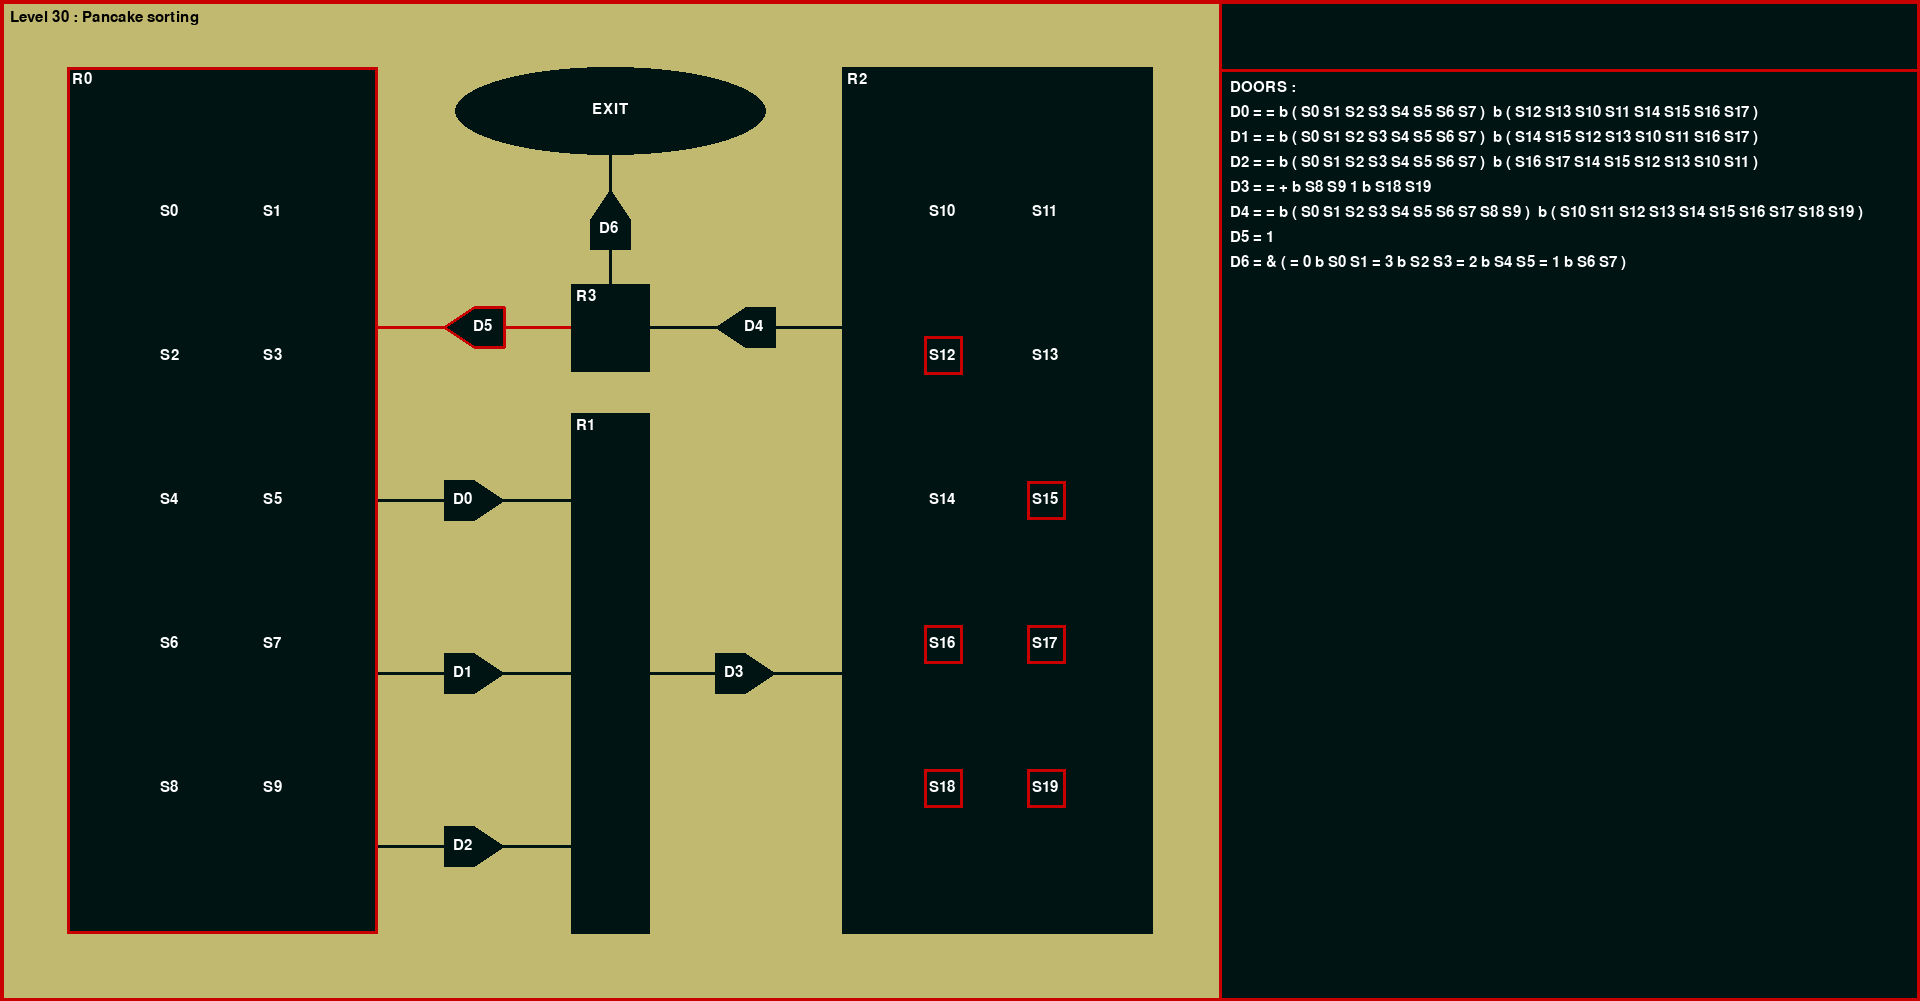 Level 30 : Pancake sorting
R0
EXIT
R2
D6
S0 S1
S10 S11
R3
D5
D4
S2 S3
S12 S13
R1
S4 S5
D0
S14 S15
S6 S7
D1
D3
S16 S17
S8 S9
D2
S18 S19
DOORS :
D0 = = b ( S0 S1 S2 S3 S4 S5 S6 S7 ) b ( S12 S13 S10 S11 S14 S15 S16 S17 )
D1 = = b ( S0 S1 S2 S3 S4 S5 S6 S7 ) b ( S14 S15 S12 S13 S10 S11 S16 S17 )
D2 = = b ( S0 S1 S2 S3 S4 S5 S6 S7 ) b ( S16 S17 S14 S15 S12 S13 S10 S11 )
D3 = = + b S8 S9 1 b S18 S19
D4 = = b ( S0 S1 S2 S3 S4 S5 S6 S7 S8 S9 ) b ( S10 S11 S12 S13 S14 S15 S16 S17 S18 S19 )
D5 = 1
D6 = & ( = 0 b S0 S1 = 3 b S2 S3 = 2 b S4 S5 = 1 b S6 S7 )